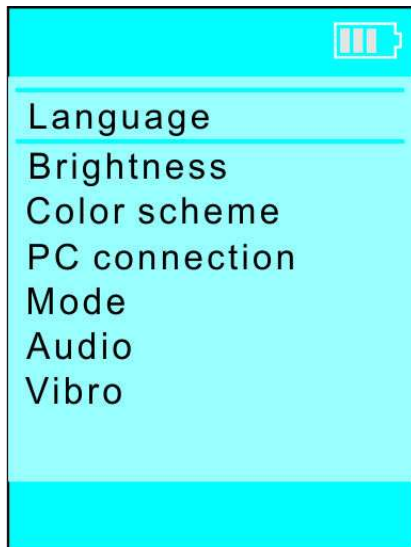 Language
Brightness
Color scheme
PC connection
Mode
Audio
Vibro